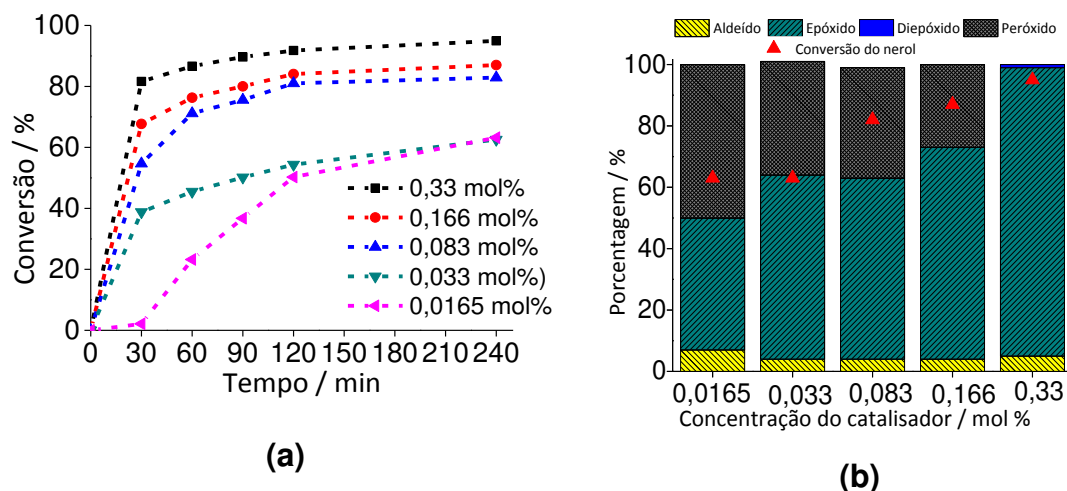 (a)
Conversão / %
100
80
60
40
20
0
0,33 mol%
0,166 mol%
0,083 mol%
0,033 mol%)
0,0165 mol%
0 30 60 90 120 150 180 210 240
Tempo / min
(a)
Aldeído Epóxido Diepóxido Peróxido
Conversão do nerol
Porcentagem / %
100
80
60
40
20
0
0,0165 0,033 0,083 0,166 0,33
Concentração do catalisador / mol %
(b)